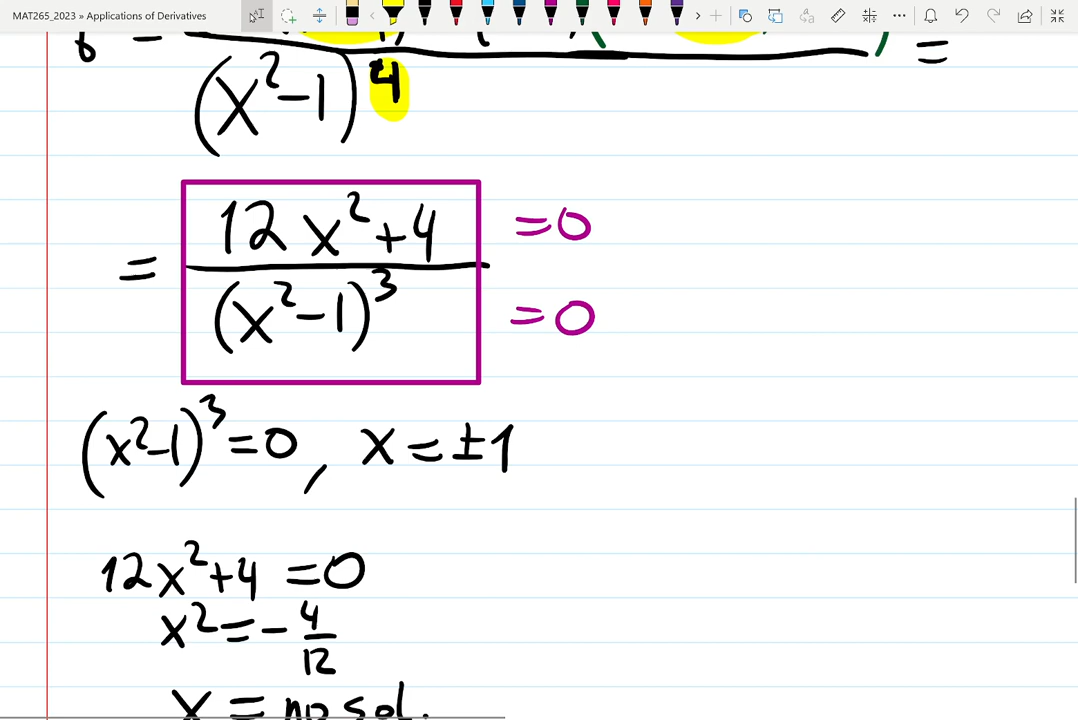 MAT265_2023 » Applications of Derivatives
=
(x²-1)⁴
=
12x²+4 =0
=
(x²-1)³ =0
(x²-1)³=0, x=±1
12x²+4=0
x²=-4/12
x = no sol.